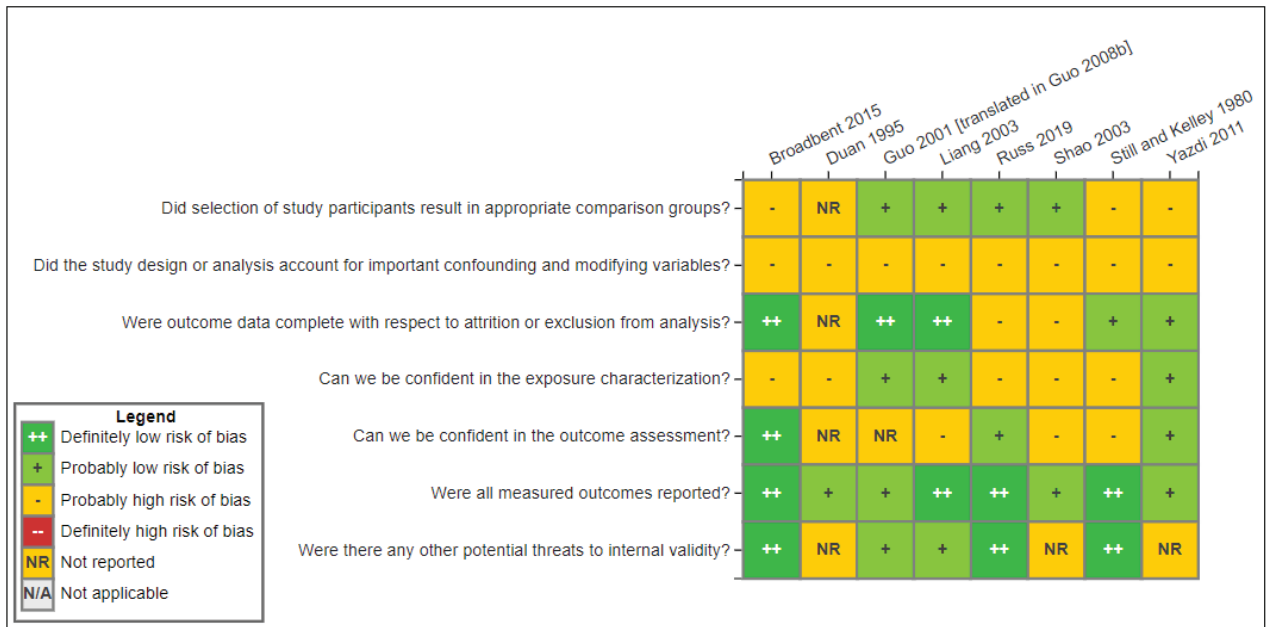 Broadbent 2015
Duan 1995
Guo 2001 [translated in Guo 2008b]
Liang 2003
Russ 2019
Shao 2003
Still and Kelley 1980
Yazdi 2011
Did selection of study participants result in appropriate comparison groups? - NR + + + + - -
Did the study design or analysis account for important confounding and modifying variables? - - - - - - - -
Were outcome data complete with respect to attrition or exclusion from analysis? ++ NR ++ ++ - - + +
Can we be confident in the exposure characterization? - - + + - - - +
Can we be confident in the outcome assessment? ++ NR NR - + - - +
Were all measured outcomes reported? ++ + + ++ ++ + ++ +
Were there any other potential threats to internal validity? ++ NR + + ++ NR ++ NR
Legend
++ Definitely low risk of bias
+ Probably low risk of bias
- Probably high risk of bias
-- Definitely high risk of bias
NR Not reported
N/A Not applicable